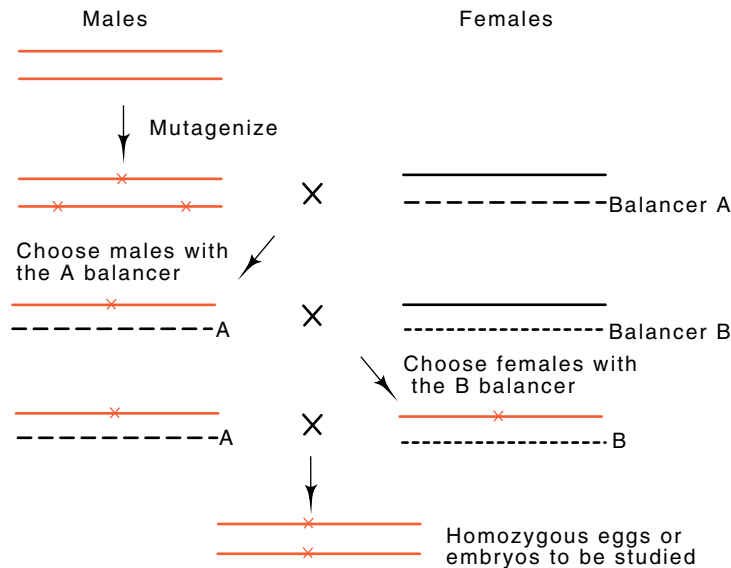 Males
Females
Mutagenize
Balancer A
Choose males with
the A balancer
A
Balancer B
Choose females with
the B balancer
A
B
Homozygous eggs or
embryos to be studied